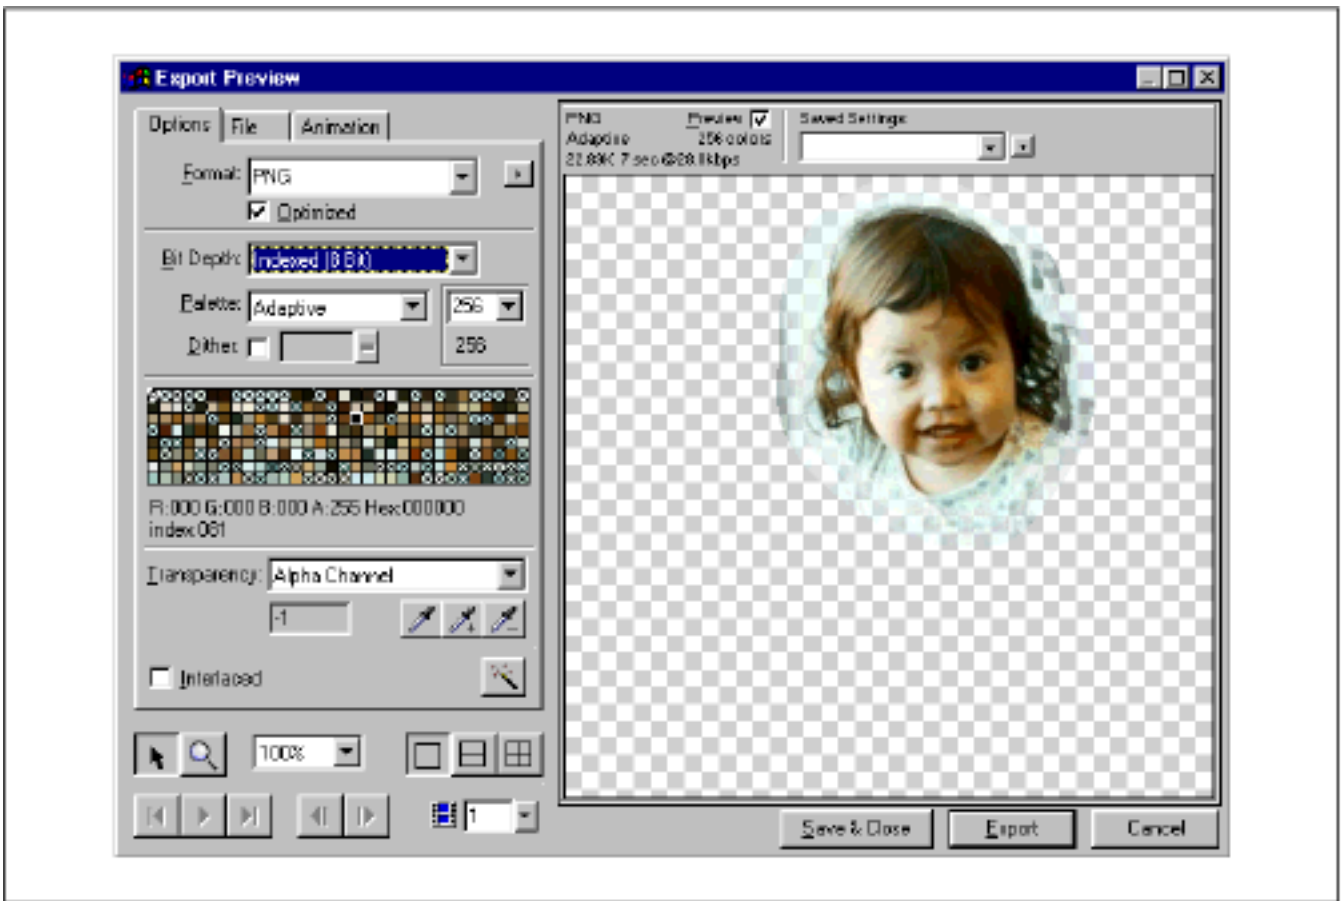 Export Preview
Options File Animation
Format: PNG
Optimized
Bit Depth: Indexed (8 Bit)
Palette: Adaptive 256
Dither: 256
R:000 G:000 B:000 A:255 Hex:000000
index:081
Transparency: Alpha Channel
-1
Interlaced
100%
1
PNG Preview
Adaptive 256 colors
22.89K 7 sec @28.8kbps
Saved Settings:
Save & Close Export Cancel